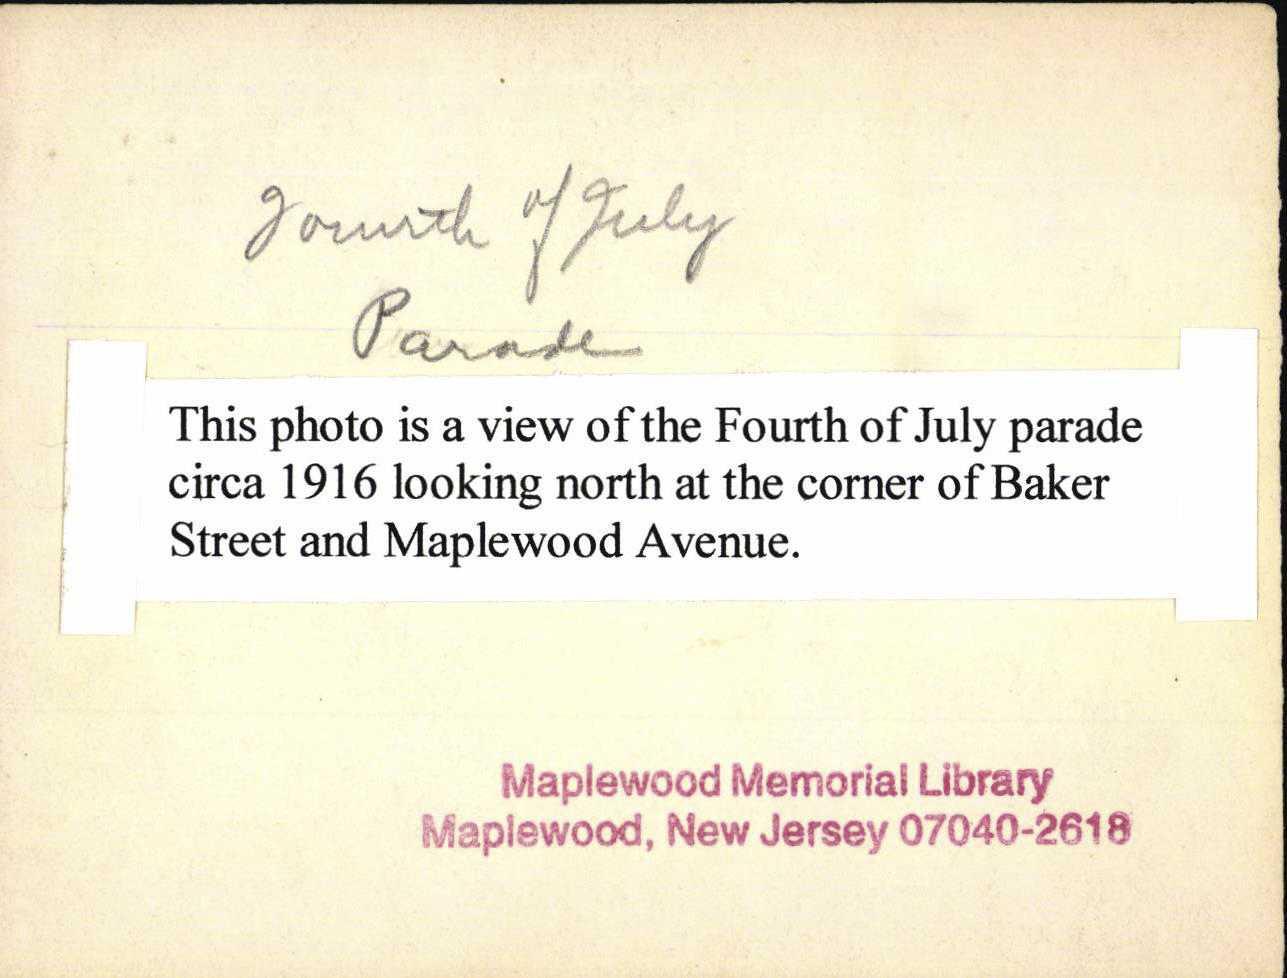 Fourth of July
Parade
This photo is a view of the Fourth of July parade
circa 1916 looking north at the corner of Baker
Street and Maplewood Avenue.
Maplewood Memorial Library
Maplewood, New Jersey 07040-2618